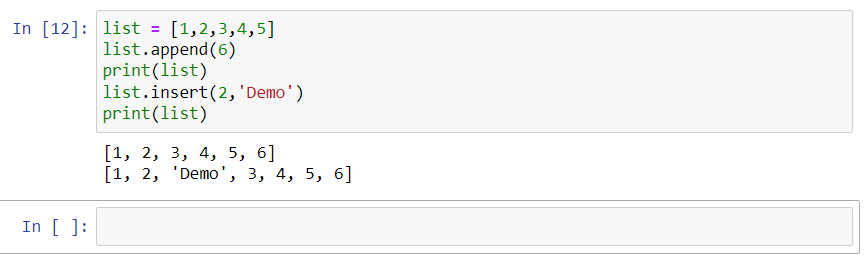 In [12]: list = [1,2,3,4,5]
list.append(6)
print(list)
list.insert(2,'Demo')
print(list)
[1, 2, 3, 4, 5, 6]
[1, 2, 'Demo', 3, 4, 5, 6]
In [ ]: